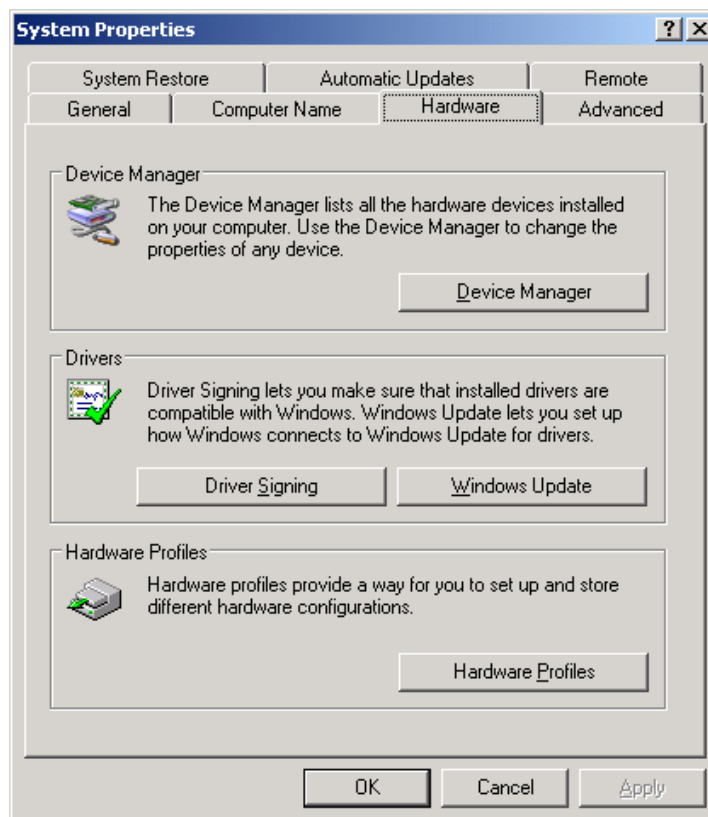 System Properties
System Restore
Automatic Updates
Remote
General
Computer Name
Hardware
Advanced
Device Manager
The Device Manager lists all the hardware devices installed
on your computer. Use the Device Manager to change the
properties of any device.
Device Manager
Drivers
Driver Signing lets you make sure that installed drivers are
compatible with Windows. Windows Update lets you set up
how Windows connects to Windows Update for drivers.
Driver Signing
Windows Update
Hardware Profiles
Hardware profiles provide a way for you to set up and store
different hardware configurations.
Hardware Profiles
OK
Cancel
Apply